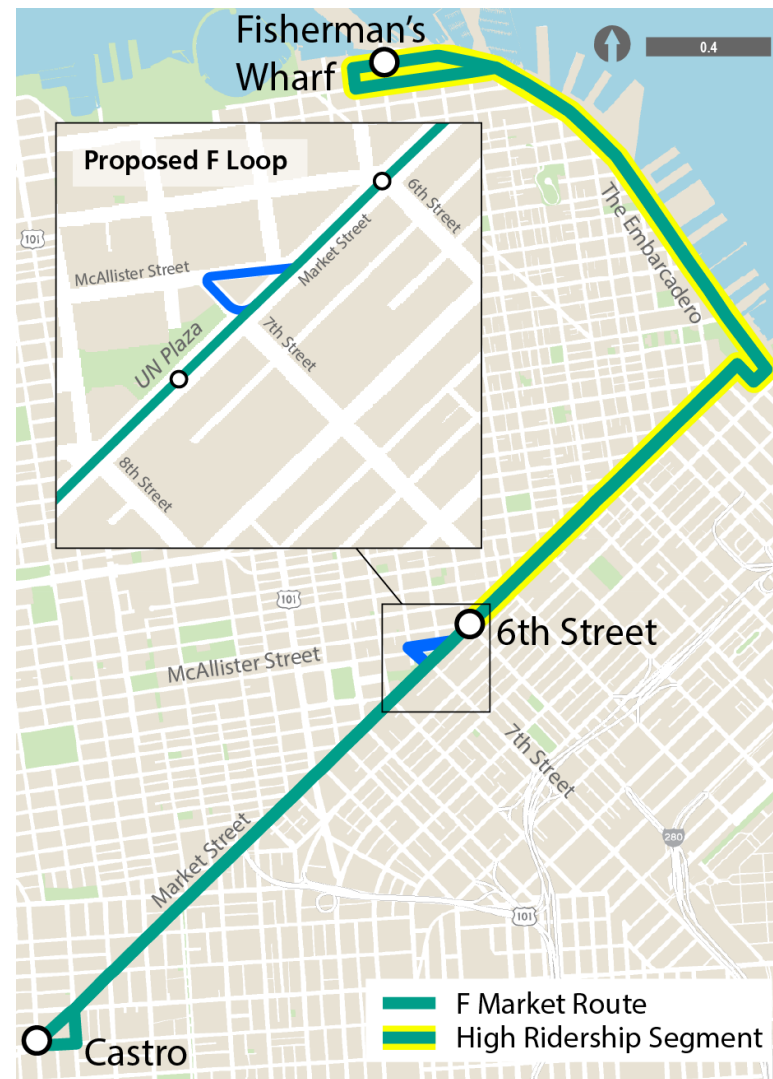 Fisherman's
Wharf
0.4
Proposed F Loop
6th Street
Market Street
McAllister Street
101
UN Plaza
7th Street
8th Street
The Embarcadero
101
6th Street
McAllister Street
7th Street
Market Street
280
101
F Market Route
High Ridership Segment
Castro